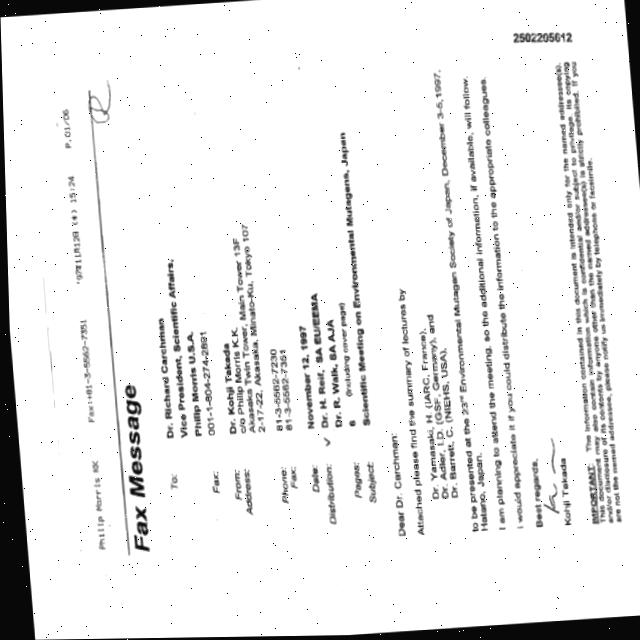 2502205612
Philip Morris KK Fax:+81-3-5562-7351 '97年11月12日(水) 15:24 P.01/06
Fax Message
To: Dr. Richard Carchman
Vice President, Scientific Affairs,
Philip Morris U.S.A.
Fax: 001-1-804-274-2891
From: Dr. Kohji Takada
Address: c/o Philip Morris K.K.
Akasaka Twin Tower, Main Tower 13F
2-17-22, Akasaka, Minato-Ku, Tokyo 107
Phone: 81-3-5562-7230
Fax: 81-3-5562-7351
Date: November 12, 1997
Distribution: ✓ Dr. H. Reif, SA EU/EEMA
Dr. R. Walk, SA AJA
Pages: 6 (including cover page)
Subject: Scientific Meeting on Environmental Mutagens, Japan
Dear Dr. Carchman:
Attached please find the summary of lectures by
Dr. Yamasaki, H. (IARC, France),
Dr. Adler, I.D. (GSF, Germany), and
Dr. Barrett, C. (NIEHS, USA),
to be presented at the 23rd Environmental Mutagen Society of Japan, December 3-5, 1997,
Hatano, Japan.
I am planning to attend the meeting, so the additional information, if available, will follow.
I would appreciate it if you could distribute the information to the appropriate colleagues.
Best regards,
Kohji Takada
IMPORTANT: The information contained in this document is intended only for the named addressee(s).
This document may also contain information which is confidential and/or subject to privilege. Its copying
and/or disclosure of its contents by anyone other than the named addressee(s) is strictly prohibited. If you
are not the named addressee, please notify us immediately by telephone or facsimile.